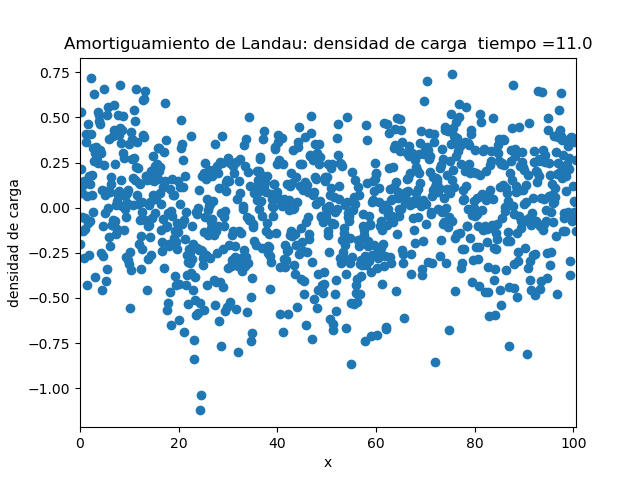 Amortiguamiento de Landau: densidad de carga  tiempo =11.0
densidad de carga
0.75
0.50
0.25
0.00
−0.25
−0.50
−0.75
−1.00
0 20 40 60 80 100
x